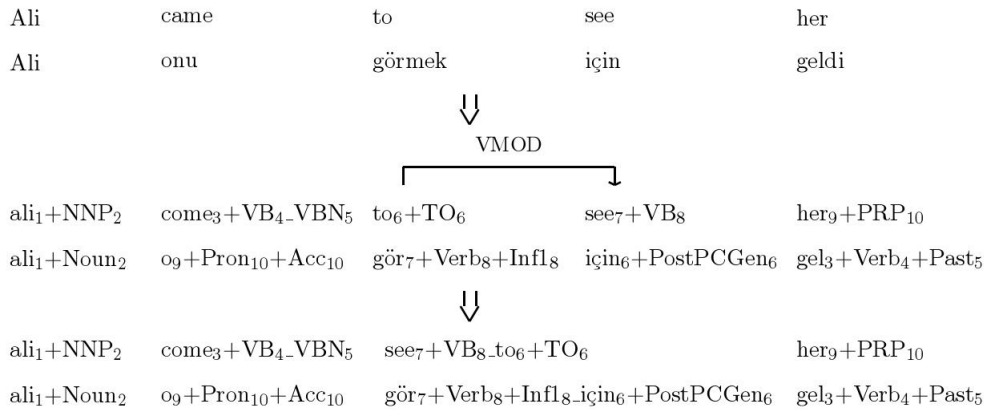 Ali came to see her
Ali onu görmek için geldi
⇓
VMOD
ali₁+NNP₂ come₃+VB₄_VBN₅ to₆+TO₆ see₇+VB₈ her₉+PRP₁₀
ali₁+Noun₂ o₉+Pron₁₀+Acc₁₀ gör₇+Verb₈+Inf1₈ için₆+PostPCGen₆ gel₃+Verb₄+Past₅
⇓
ali₁+NNP₂ come₃+VB₄_VBN₅ see₇+VB₈_to₆+TO₆ her₉+PRP₁₀
ali₁+Noun₂ o₉+Pron₁₀+Acc₁₀ gör₇+Verb₈+Inf1₈_için₆+PostPCGen₆ gel₃+Verb₄+Past₅